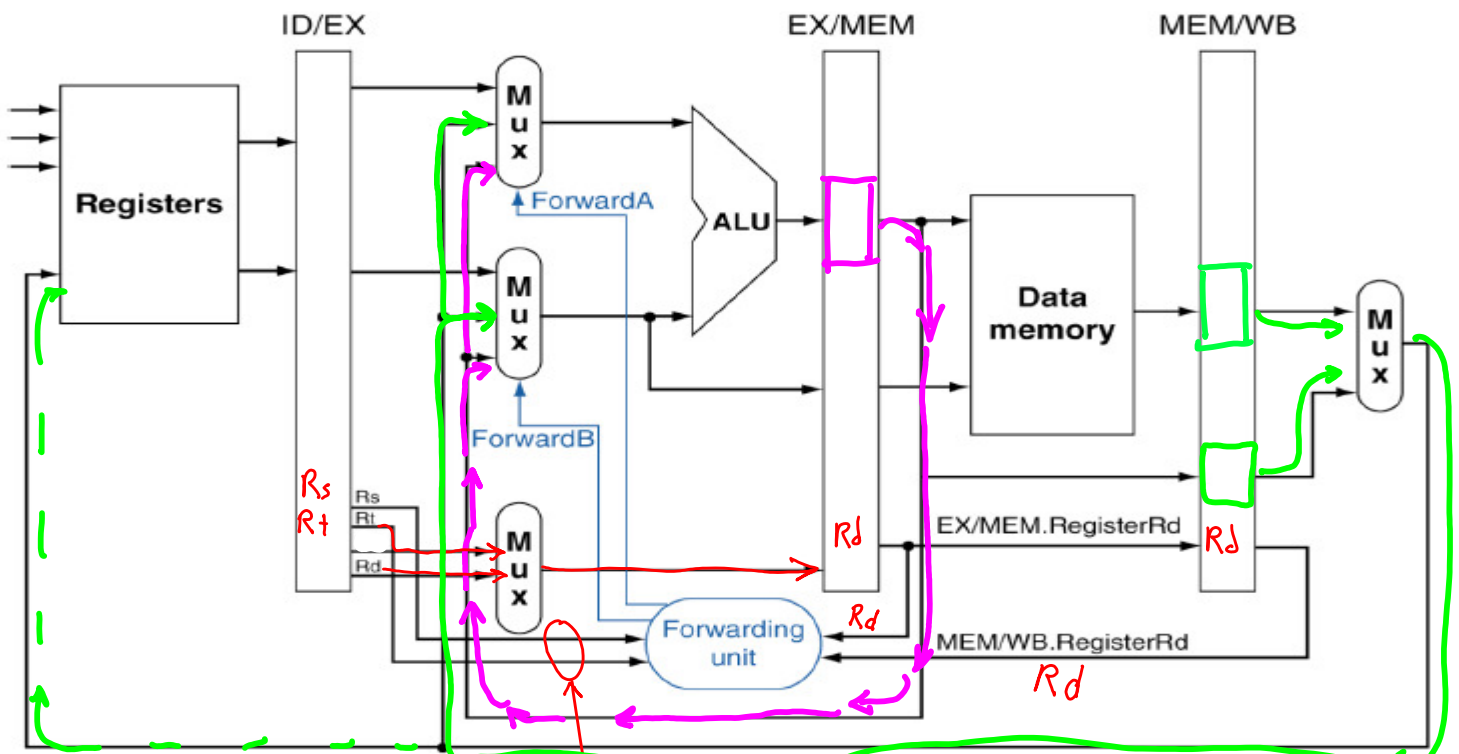 ID/EX
EX/MEM
MEM/WB
Mux
Registers
ForwardA
ALU
Mux
Data
memory
Mux
ForwardB
Rs
Rs
Rt
Rt
Rd
Mux
Rd
EX/MEM.RegisterRd
Rd
Rd
Forwarding
unit
MEM/WB.RegisterRd
Rd